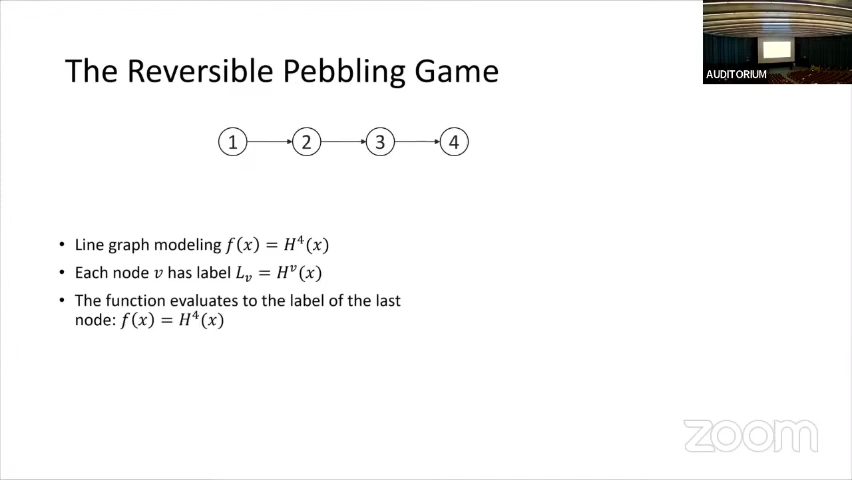 AUDITORIUM
The Reversible Pebbling Game
1 2 3 4
• Line graph modeling f(x) = H⁴(x)
• Each node v has label Lᵥ = Hᵛ(x)
• The function evaluates to the label of the last
node: f(x) = H⁴(x)
zoom